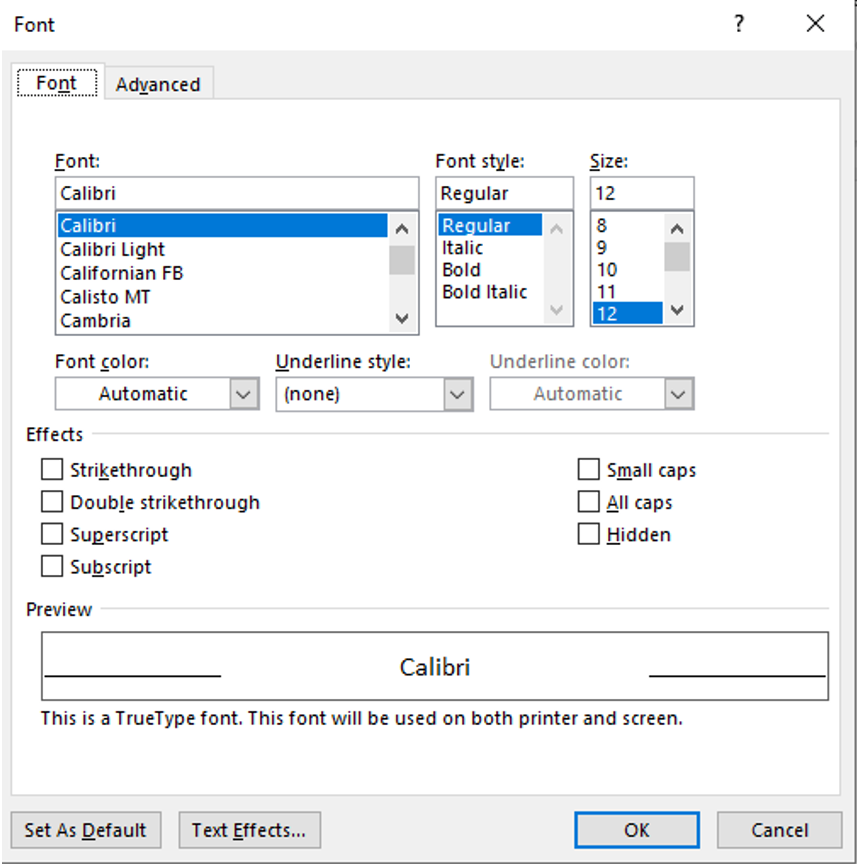 Font ?
Font Advanced
Font: Font style: Size:
Calibri Regular 12
Calibri Regular 8
Calibri Light Italic 9
Californian FB Bold 10
Calisto MT Bold Italic 11
Cambria 12
Font color: Underline style: Underline color:
Automatic (none) Automatic
Effects
Strikethrough Small caps
Double strikethrough All caps
Superscript Hidden
Subscript
Preview
Calibri
This is a TrueType font. This font will be used on both printer and screen.
Set As Default Text Effects... OK Cancel